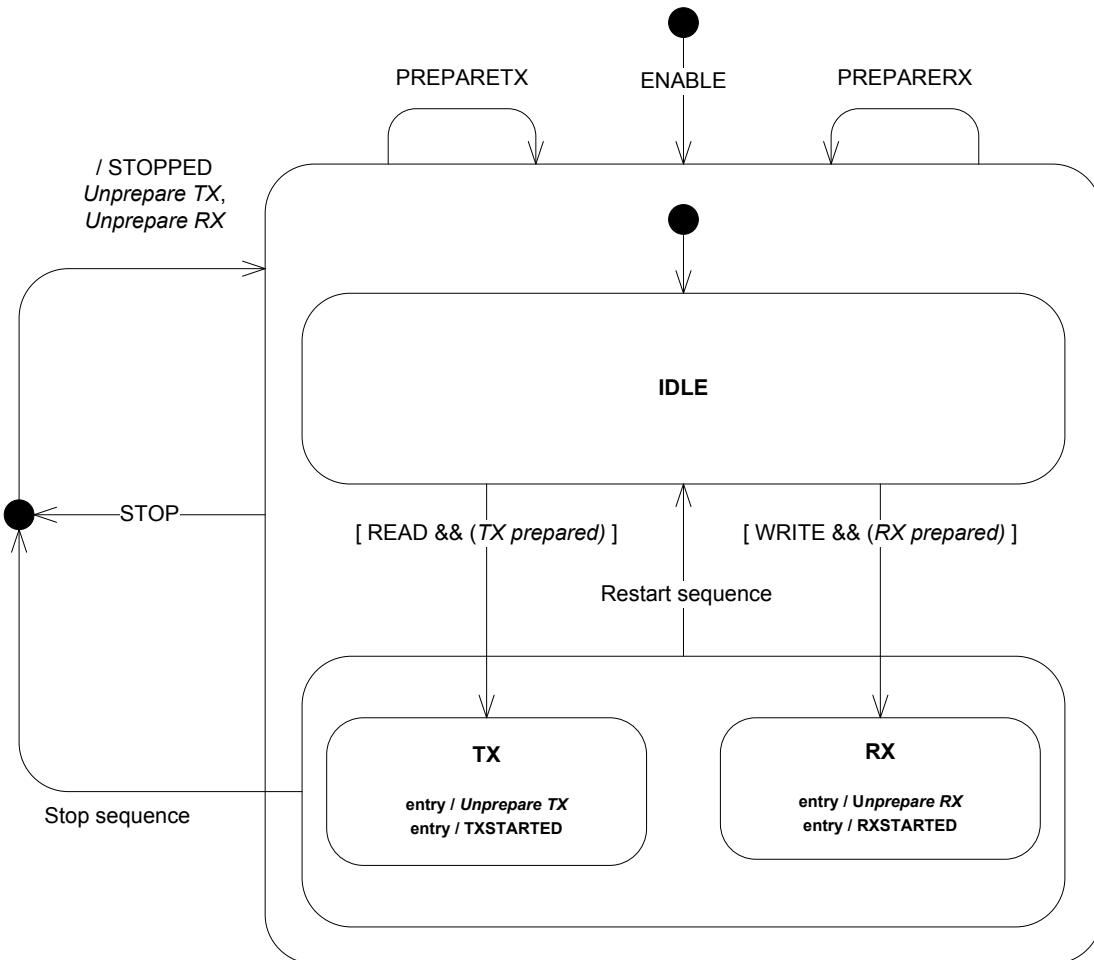 PREPARETX
ENABLE
PREPARERX
/ STOPPED
Unprepare TX,
Unprepare RX
IDLE
STOP
[ READ && (TX prepared) ]
[ WRITE && (RX prepared) ]
Restart sequence
TX
entry / Unprepare TX
entry / TXSTARTED
RX
entry / Unprepare RX
entry / RXSTARTED
Stop sequence